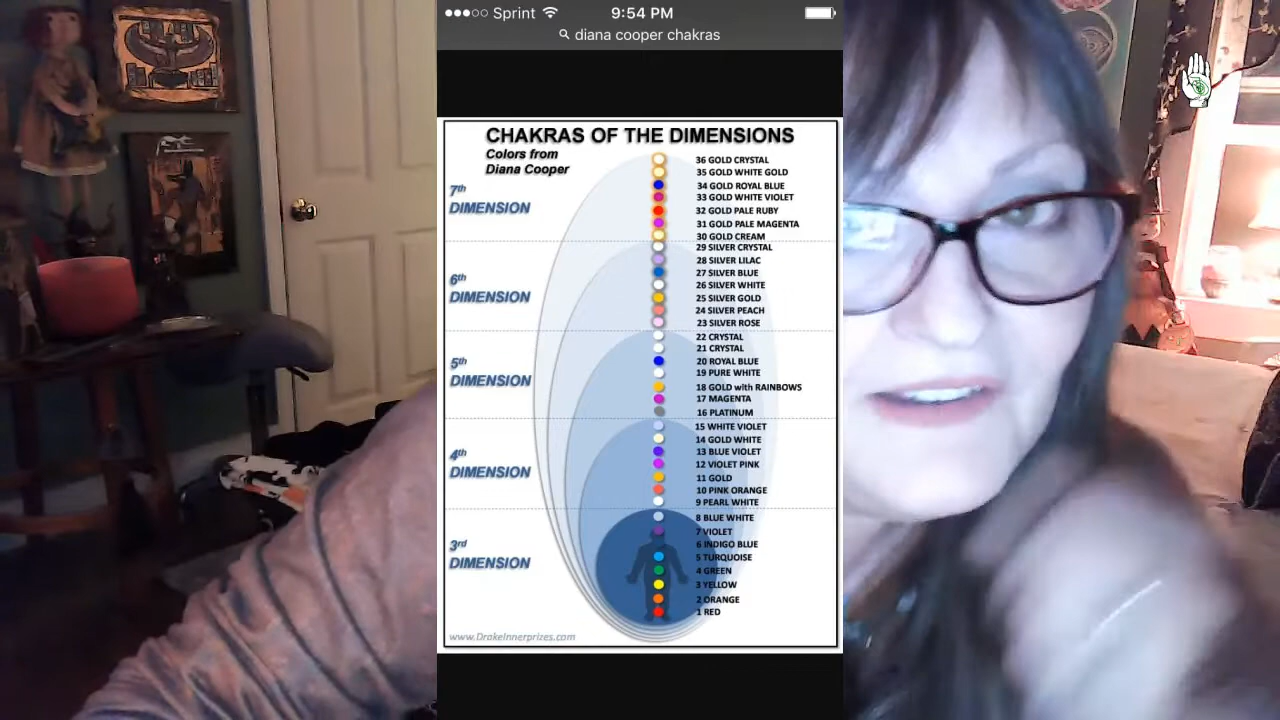 Sprint 9:54 PM
diana cooper chakras
CHAKRAS OF THE DIMENSIONS
Colors from
Diana Cooper
7th
DIMENSION
36 GOLD CRYSTAL
35 GOLD WHITE GOLD
34 GOLD ROYAL BLUE
33 GOLD WHITE VIOLET
32 GOLD PALE RUBY
31 GOLD PALE MAGENTA
30 GOLD CREAM
6th
DIMENSION
29 SILVER CRYSTAL
28 SILVER LILAC
27 SILVER BLUE
26 SILVER WHITE
25 SILVER GOLD
24 SILVER PEACH
23 SILVER ROSE
5th
DIMENSION
22 CRYSTAL
21 CRYSTAL
20 ROYAL BLUE
19 PURE WHITE
18 GOLD with RAINBOWS
17 MAGENTA
16 PLATINUM
4th
DIMENSION
15 WHITE VIOLET
14 GOLD WHITE
13 BLUE VIOLET
12 VIOLET PINK
11 GOLD
10 PINK ORANGE
9 PEARL WHITE
3rd
DIMENSION
8 BLUE WHITE
7 VIOLET
6 INDIGO BLUE
5 TURQUOISE
4 GREEN
3 YELLOW
2 ORANGE
1 RED
www.DrakeInnerprizes.com